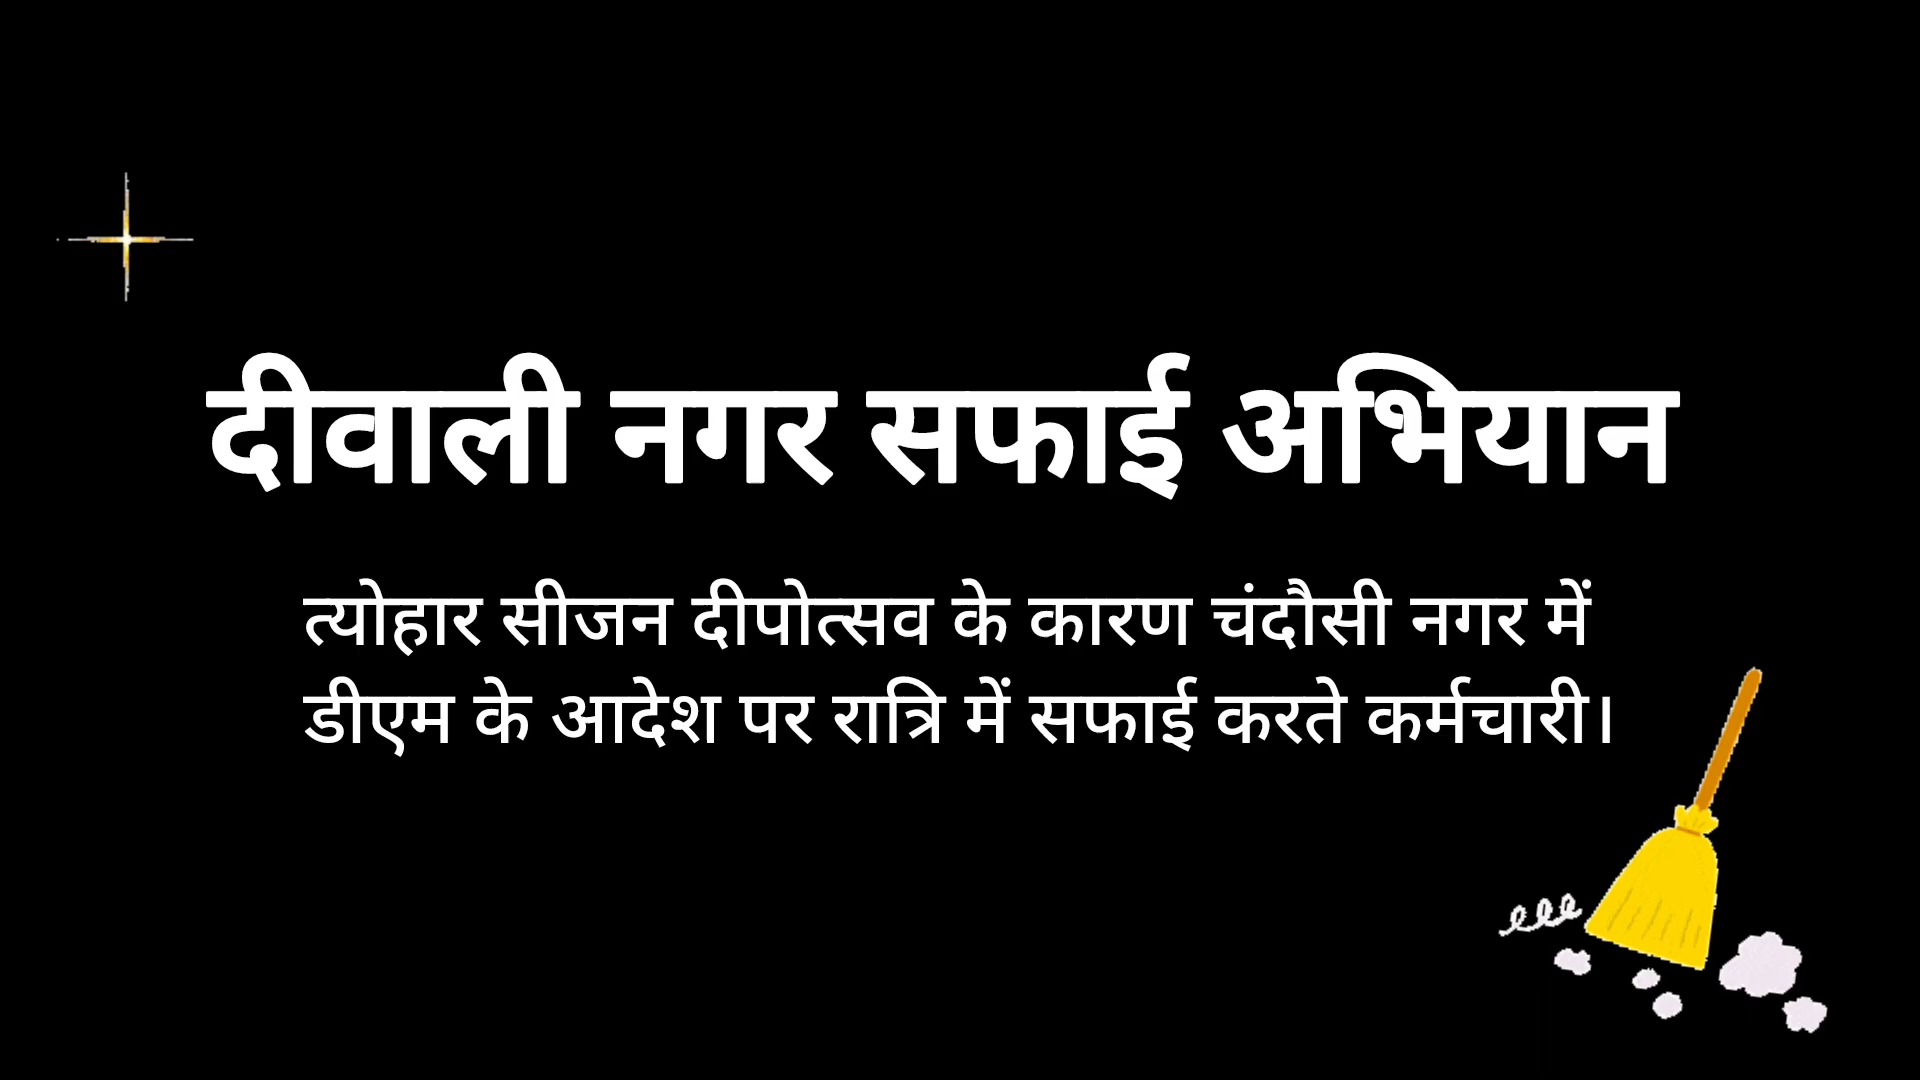 दीवाली नगर सफाई अभियान
त्योहार सीजन दीपोत्सव के कारण चंदौसी नगर में
डीएम के आदेश पर रात्रि में सफाई करते कर्मचारी।